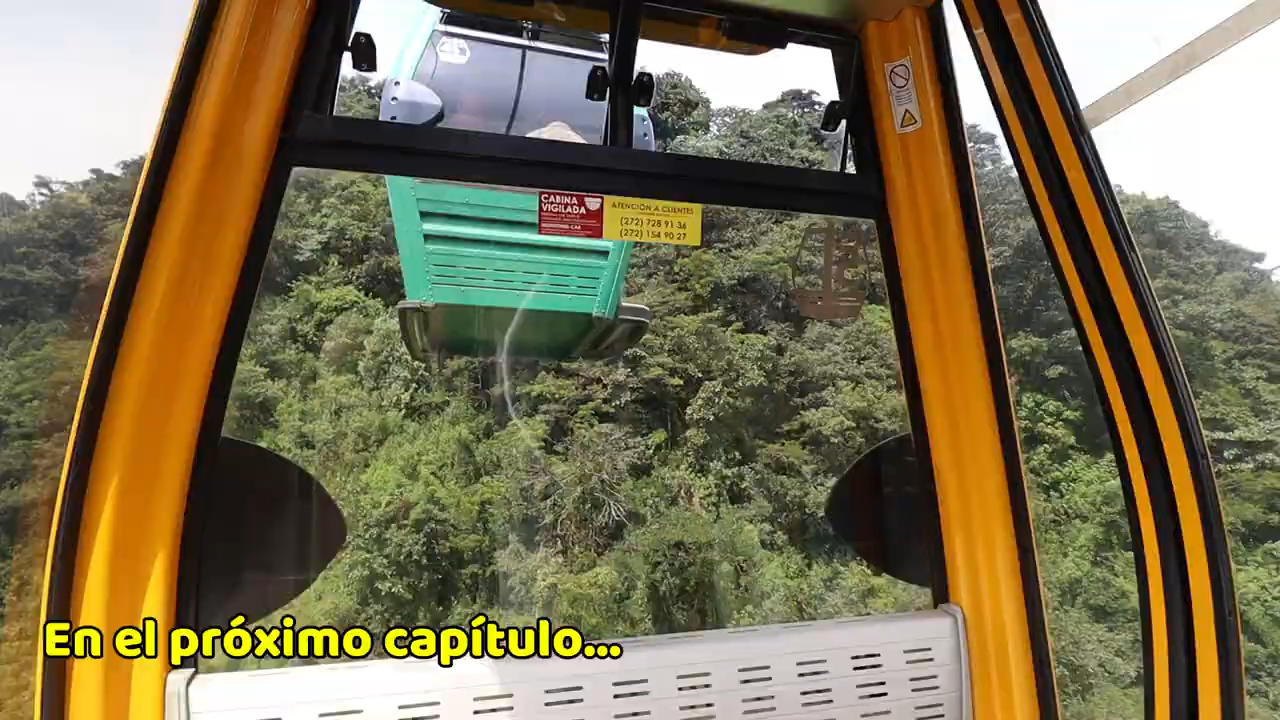 CABINA
VIGILADA
ATENCIÓN A CLIENTES
(272) 728 91 36
(272) 154 90 27
En el próximo capítulo...